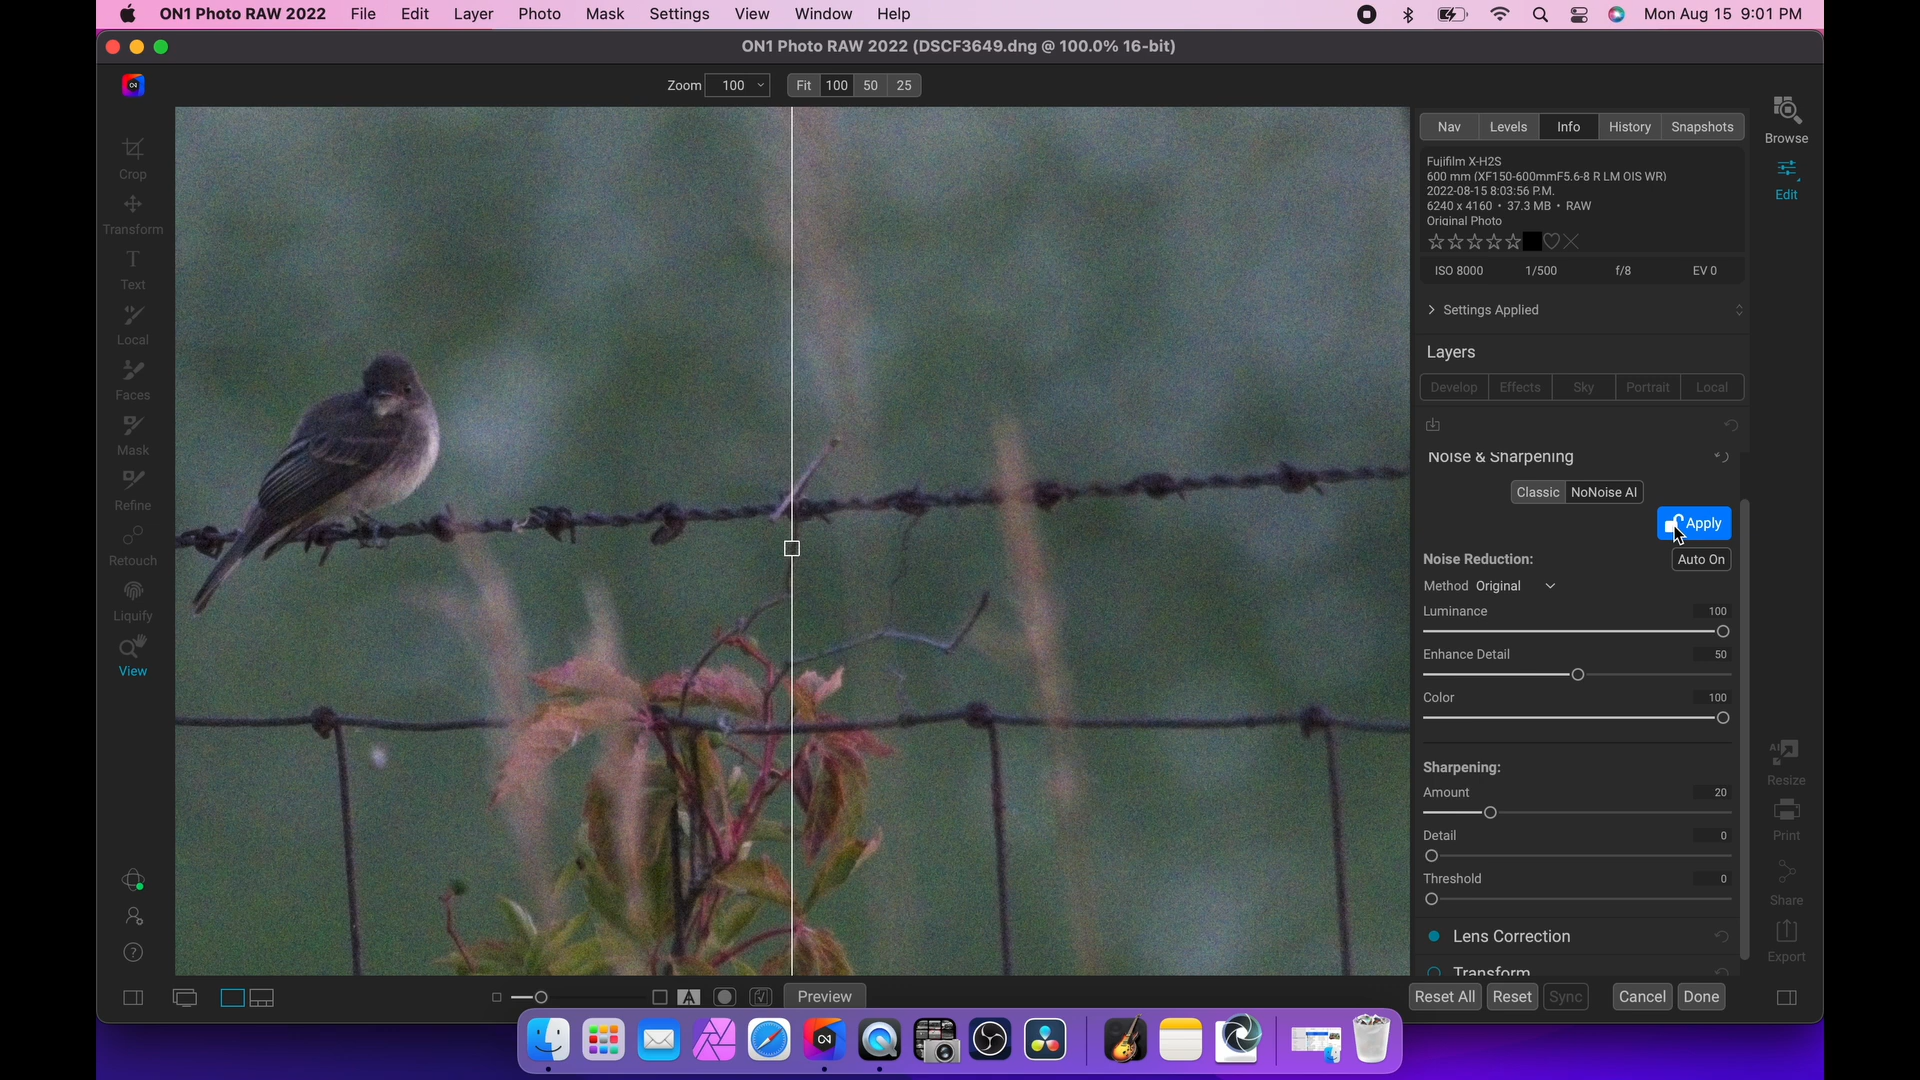 ON1 Photo RAW 2022 File Edit Layer Photo Mask Settings View Window Help Mon Aug 15 9:01 PM
ON1 Photo RAW 2022 (DSCF3649.dng @ 100.0% 16-bit)
Zoom 100 Fit 100 50 25
Crop
Transform
Text
Local
Faces
Mask
Refine
Retouch
Liquify
View
Nav Levels Info History Snapshots
Fujifilm X-H2S
600 mm (XF150-600mmF5.6-8 R LM OIS WR)
2022-08-15 8:03:56 P.M.
6240 x 4160 • 37.3 MB • RAW
Original Photo
ISO 8000 1/500 f/8 EV 0
Settings Applied
Layers
Develop Effects Sky Portrait Local
Noise & Sharpening
Classic NoNoise AI
Apply
Noise Reduction: Auto On
Method Original
Luminance 100
Enhance Detail 50
Color 100
Sharpening:
Amount 20
Detail 0
Threshold 0
Lens Correction
Transform
Browse
Edit
AI
Resize
Print
Share
Export
A Preview Reset All Reset Sync Cancel Done